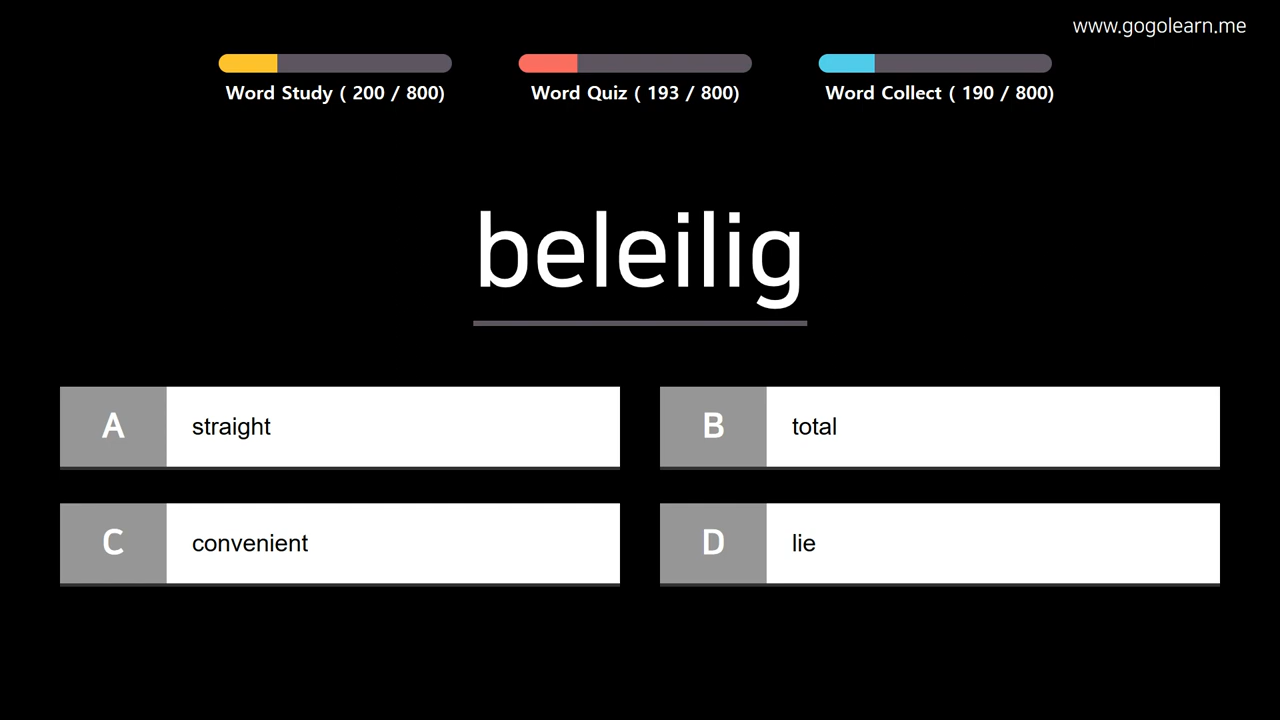 www.gogolearn.me
Word Study ( 200 / 800)
Word Quiz ( 193 / 800)
Word Collect ( 190 / 800)
beleilig
A straight
B total
C convenient
D lie